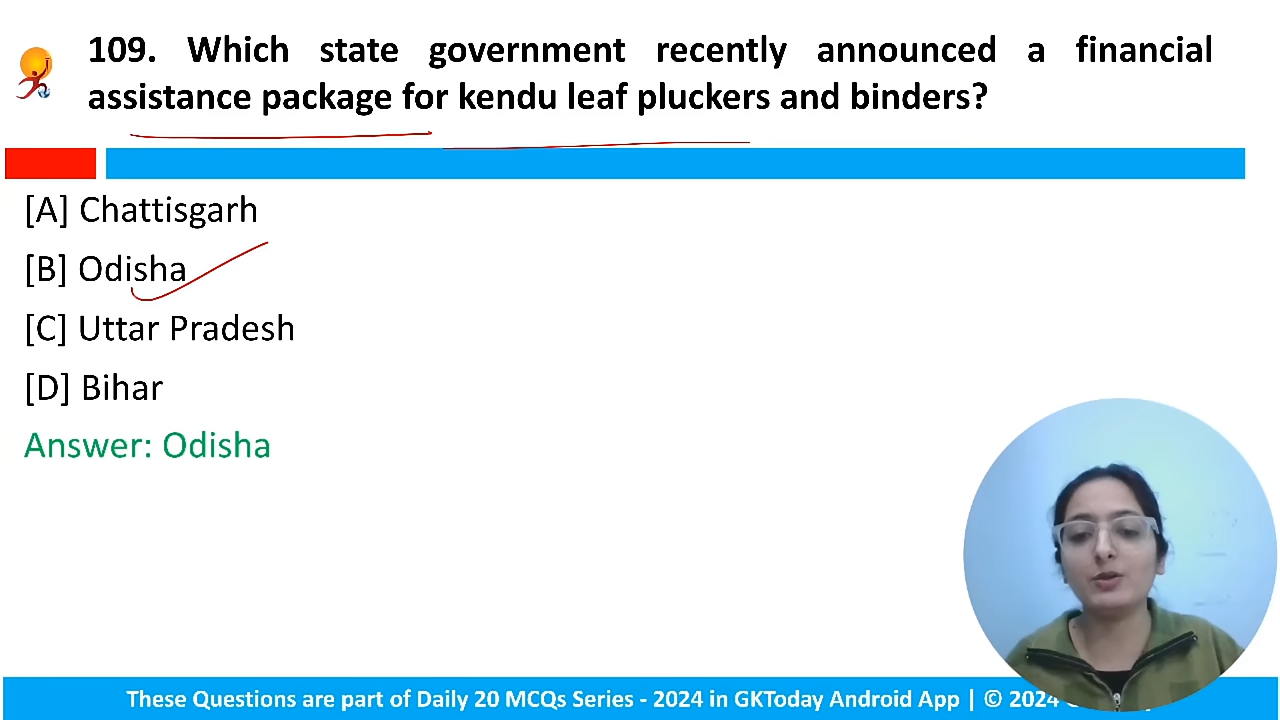 109. Which state government recently announced a financial
assistance package for kendu leaf pluckers and binders?
[A] Chattisgarh
[B] Odisha
[C] Uttar Pradesh
[D] Bihar
Answer: Odisha
These Questions are part of Daily 20 MCQs Series - 2024 in GKToday Android App | © 2024